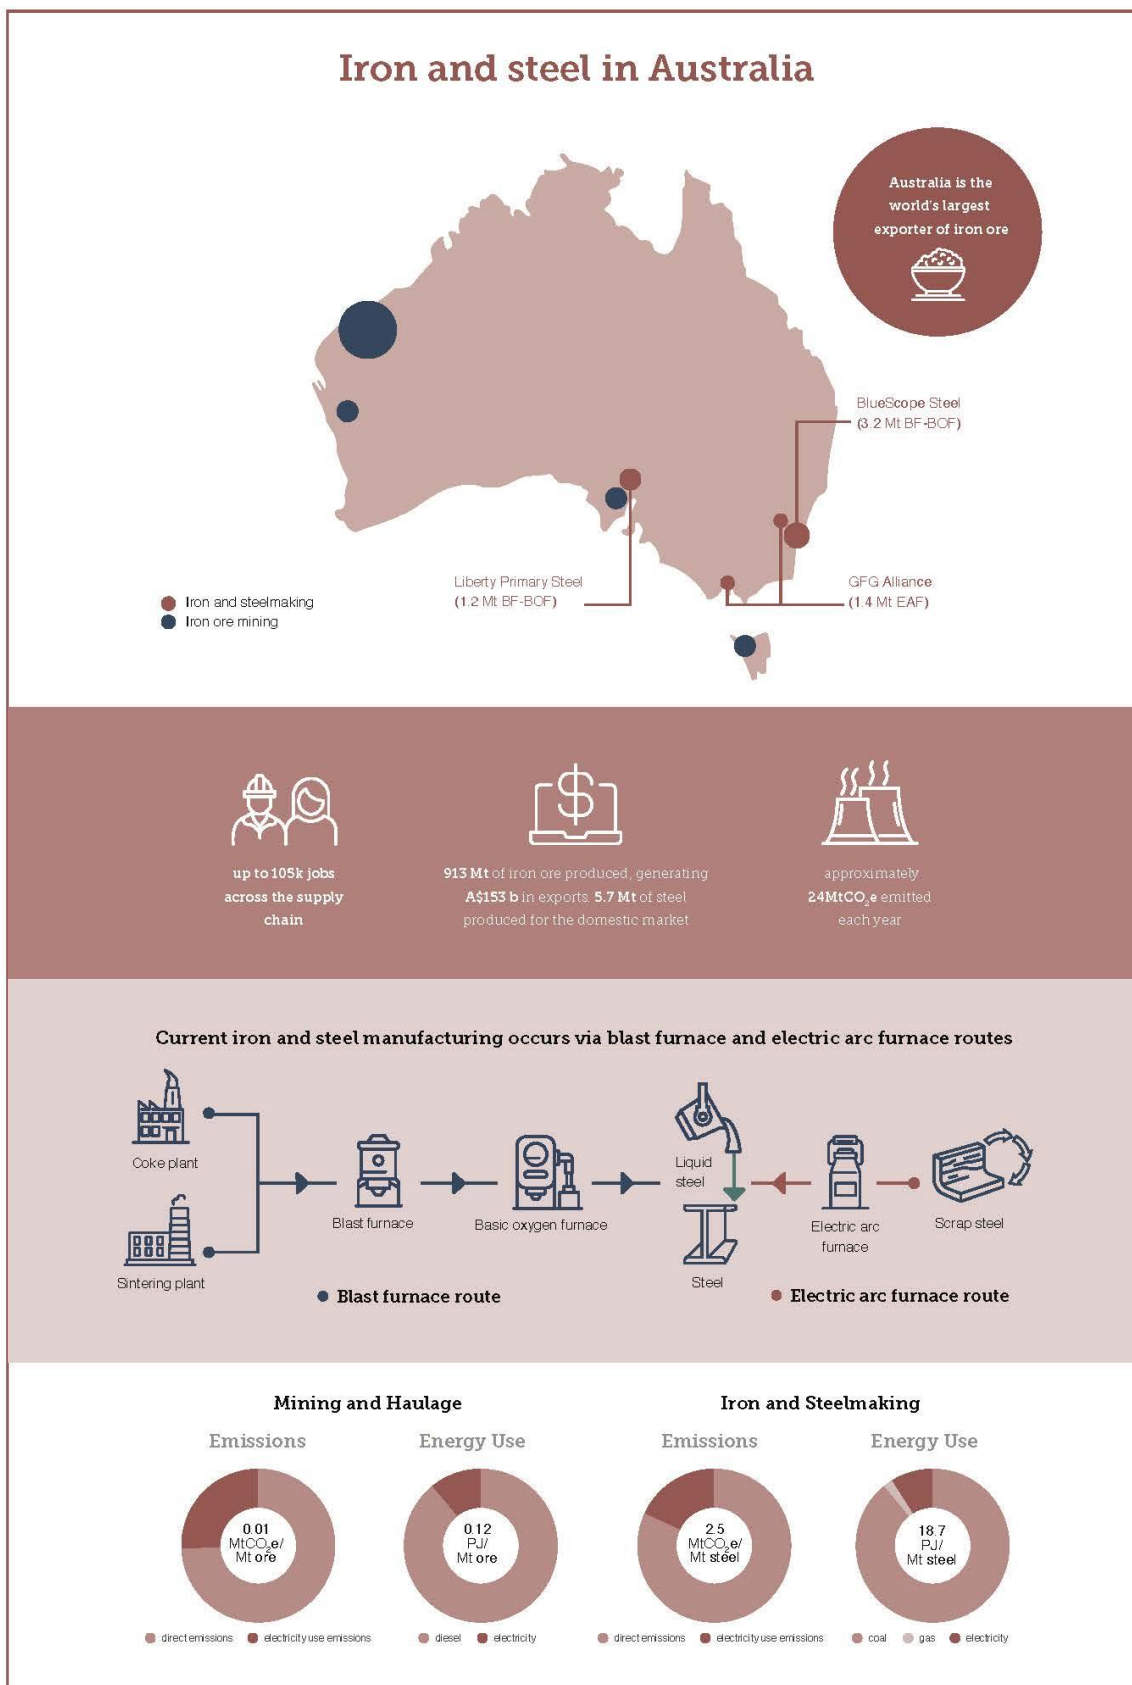 Iron and steel in Australia
Australia is the
world's largest
exporter of iron ore
BlueScope Steel
(3.2 Mt BF-BOF)
Liberty Primary Steel
(1.2 Mt BF-BOF)
GFG Alliance
(1.4 Mt EAF)
Iron and steelmaking
Iron ore mining
up to 105k jobs
across the supply
chain
913 Mt of iron ore produced, generating
A$153 b in exports. 5.7 Mt of steel
produced for the domestic market
approximately
24MtCO₂e emitted
each year
Current iron and steel manufacturing occurs via blast furnace and electric arc furnace routes
Coke plant
Sintering plant
Blast furnace
Basic oxygen furnace
Liquid
steel
Steel
Electric arc
furnace
Scrap steel
Blast furnace route
Electric arc furnace route
Mining and Haulage
Emissions
0.01
MtCO₂e/
Mt ore
direct emissions
electricity use emissions
Energy Use
0.12
PJ/
Mt ore
diesel
electricity
Iron and Steelmaking
Emissions
2.5
MtCO₂e/
Mt steel
direct emissions
electricity use emissions
Energy Use
18.7
PJ/
Mt steel
coal
gas
electricity